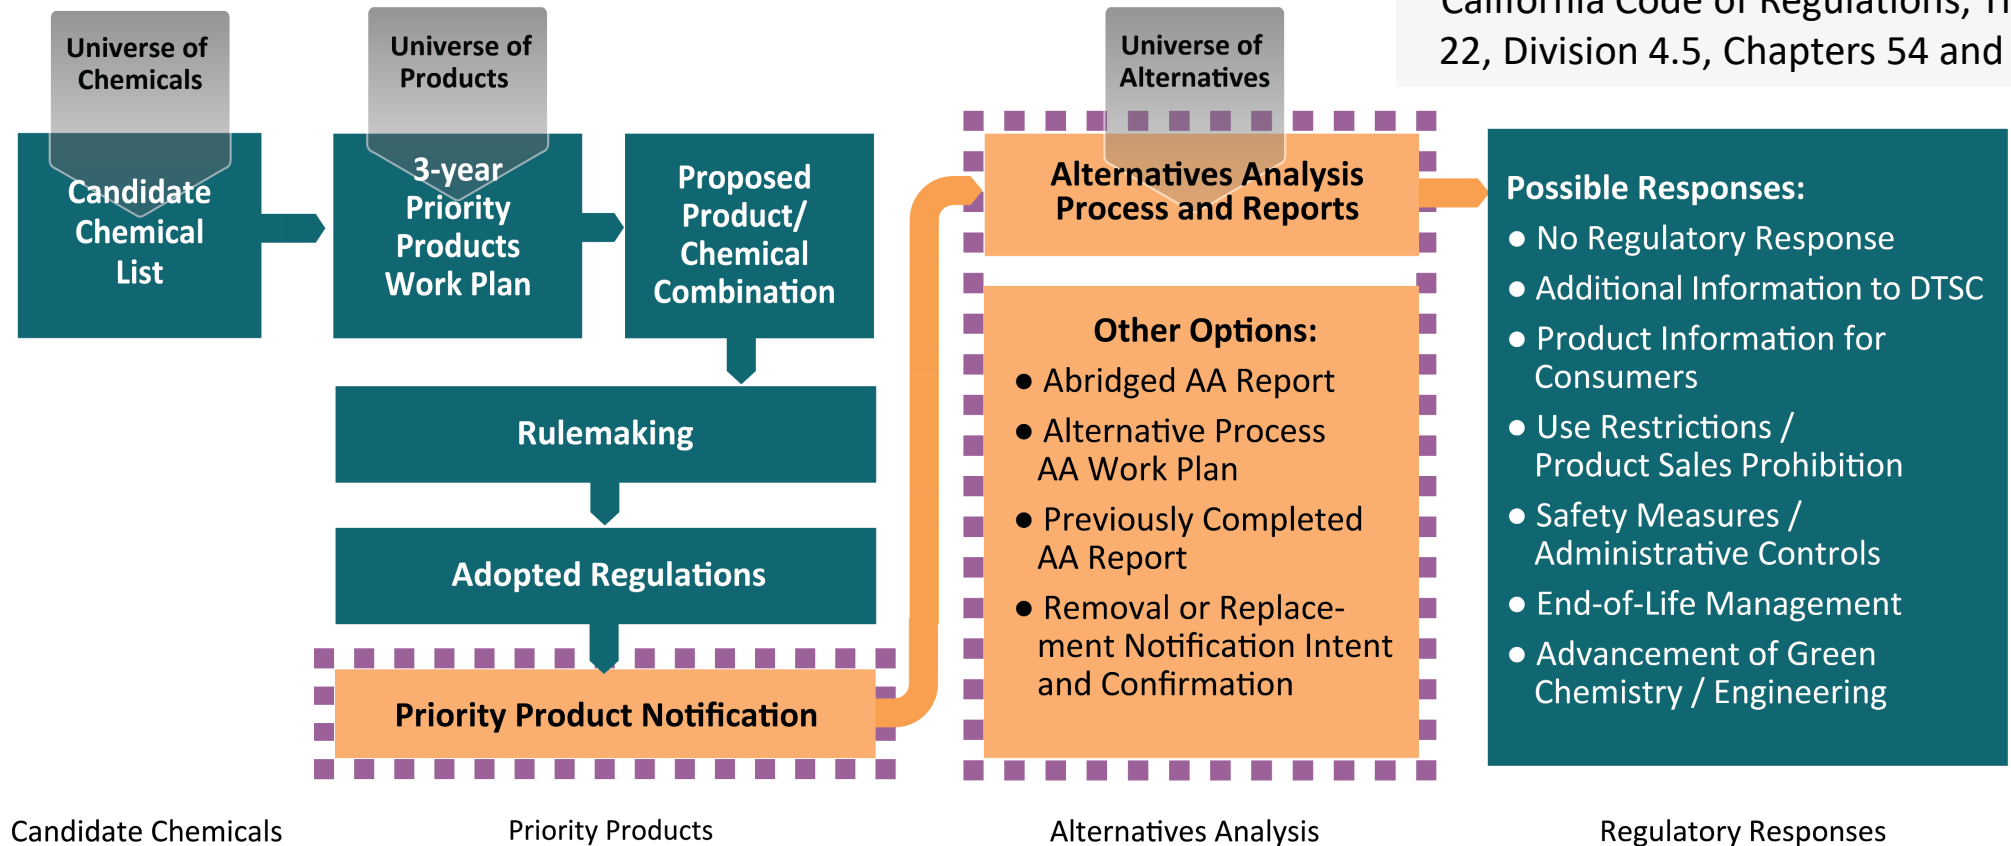 California Code of Regulations,
22, Division 4.5, Chapters 54 and
Universe of
Chemicals
Universe of
Products
Universe of
Alternatives
Candidate
Chemical
List
3-year
Priority
Products
Work Plan
Proposed
Product/
Chemical
Combination
Rulemaking
Adopted Regulations
Priority Product Notification
Alternatives Analysis
Process and Reports
Other Options:
● Abridged AA Report
● Alternative Process
AA Work Plan
● Previously Completed
AA Report
● Removal or Replace-
ment Notification Intent
and Confirmation
Possible Responses:
● No Regulatory Response
● Additional Information to DTSC
● Product Information for
Consumers
● Use Restrictions /
Product Sales Prohibition
● Safety Measures /
Administrative Controls
● End-of-Life Management
● Advancement of Green
Chemistry / Engineering
Candidate Chemicals
Priority Products
Alternatives Analysis
Regulatory Responses